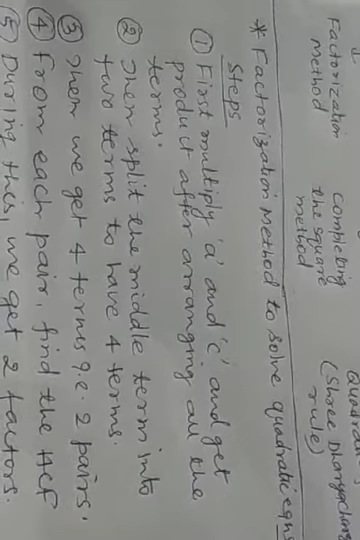 Factorization Completing Quadratic
method the square (Shree Dharyachary
method rule)
* Factorization Method to solve quadratic eqns
Steps
① First multiply 'a' and 'c' and get
product after arranging all the
terms.
② Then split the middle term into
two terms to have 4 terms.
③ Then we get 4 terms i.e. 2 pairs.
④ From each pair, find the HCF
⑤ During this, we get 2 factors.